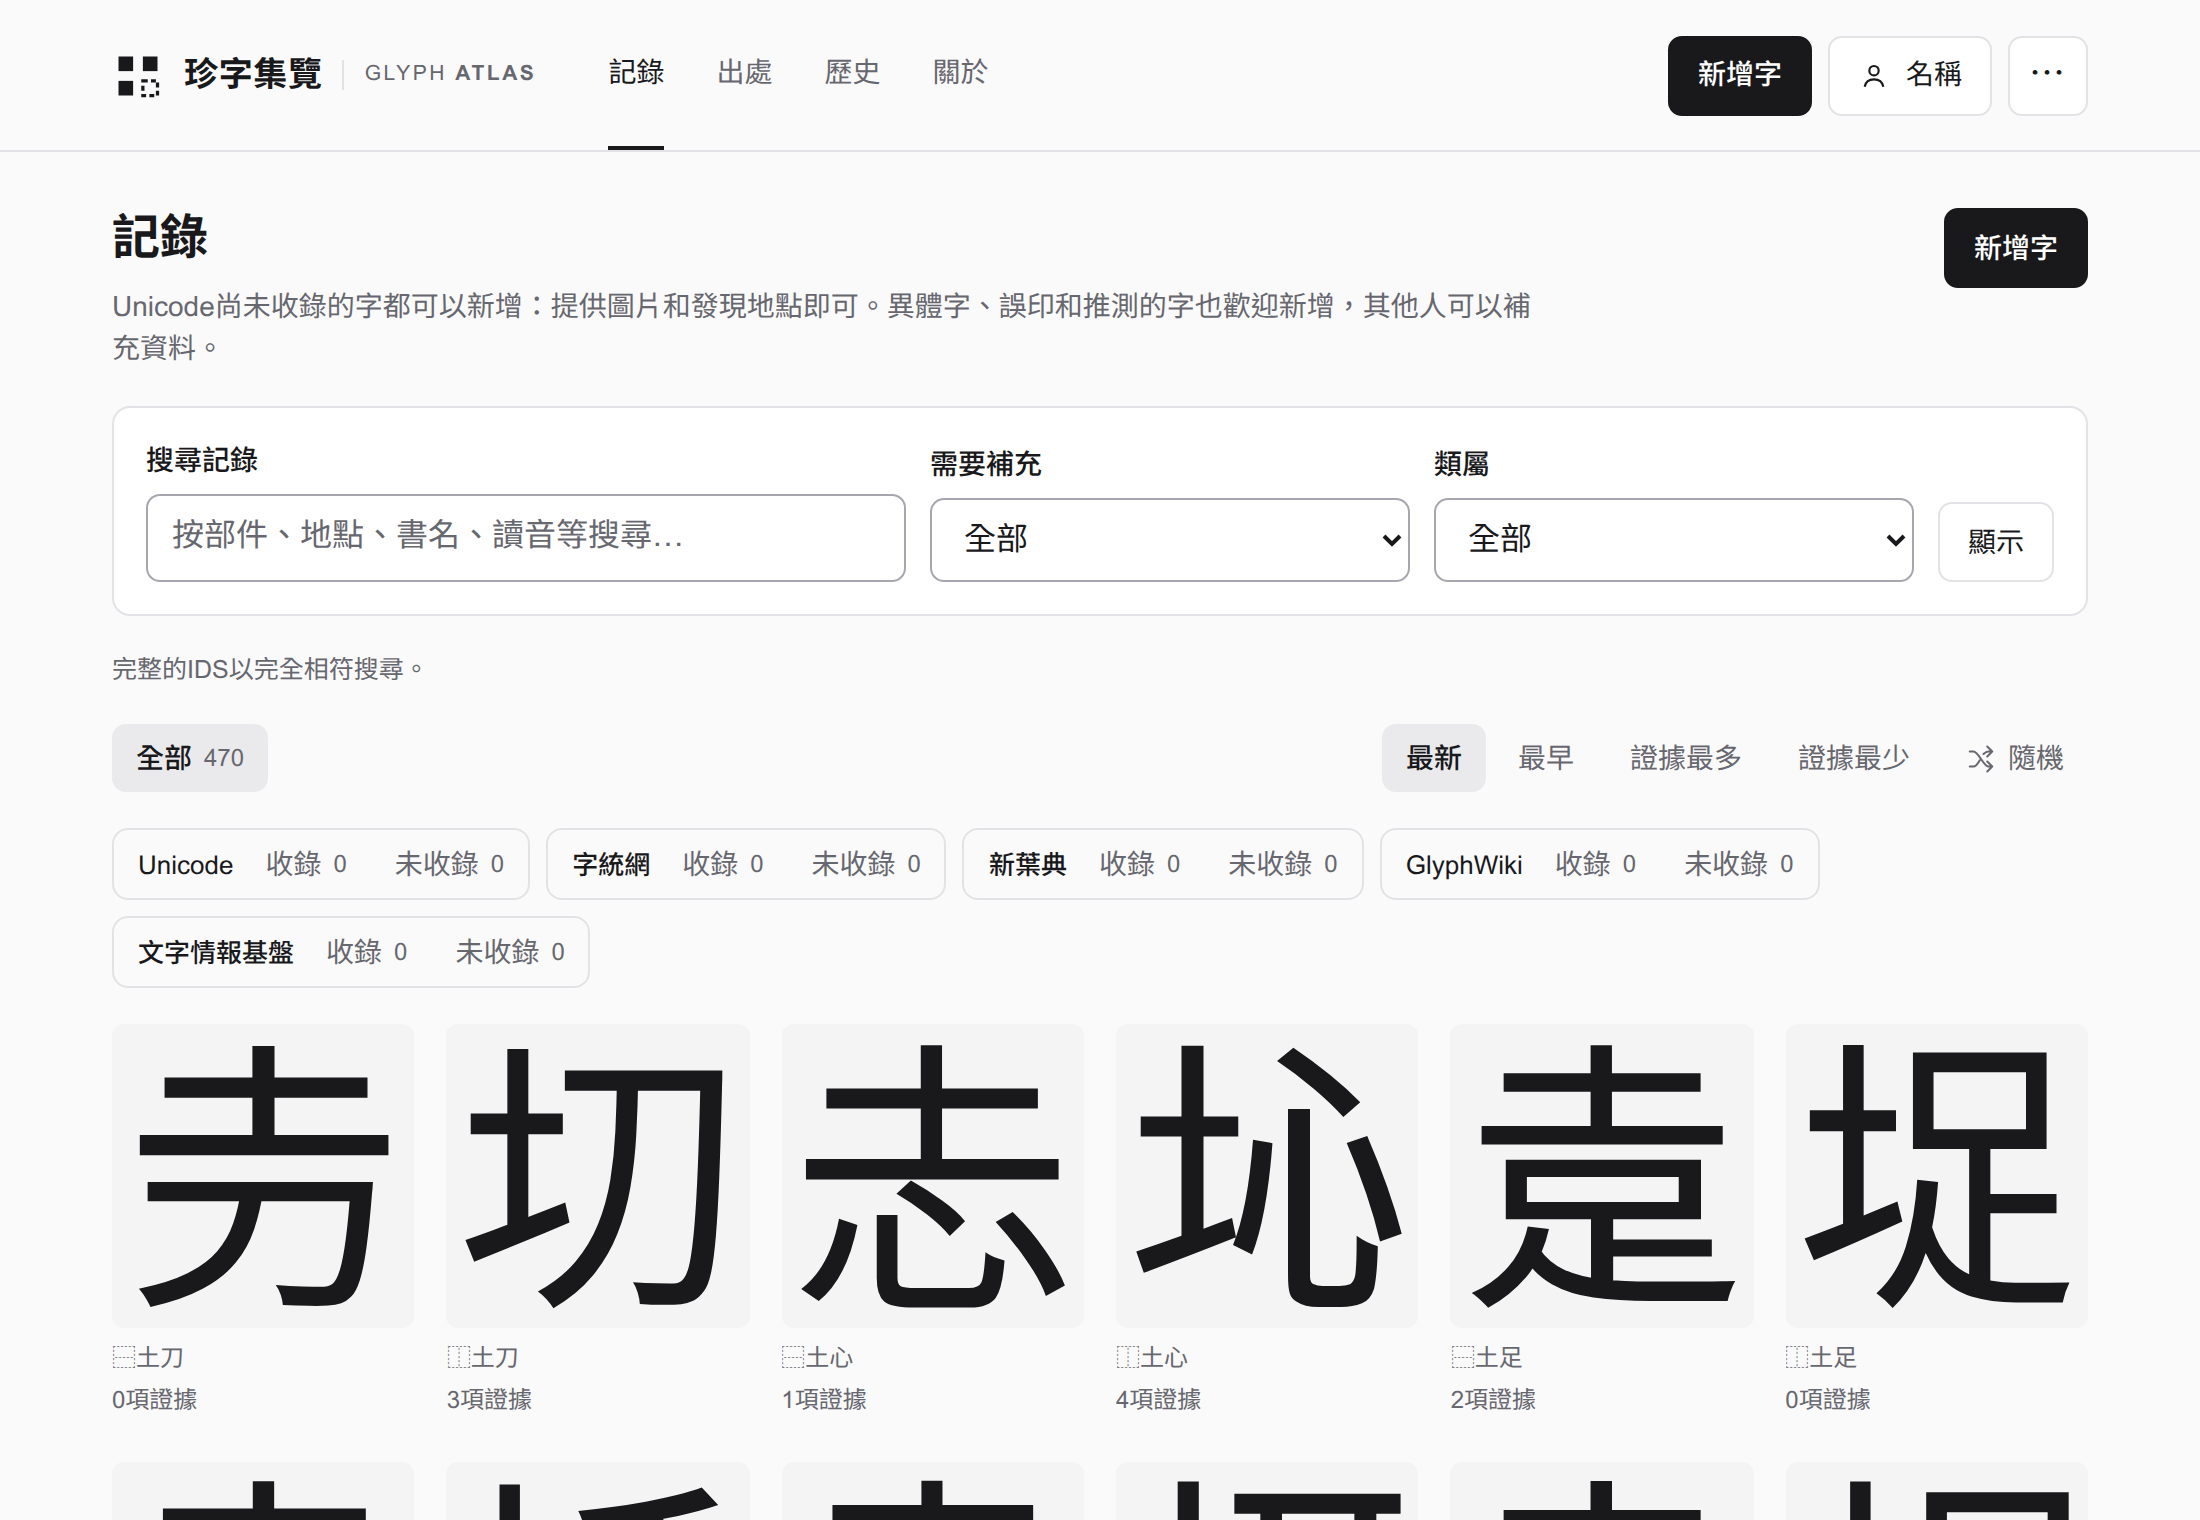 珍字集覽 GLYPH ATLAS 記錄 出處 歷史 關於 新增字 名稱 ···
記錄 新增字
Unicode尚未收錄的字都可以新增：提供圖片和發現地點即可。異體字、誤印和推測的字也歡迎新增，其他人可以補
充資料。
搜尋記錄 需要補充 類屬
按部件、地點、書名、讀音等搜尋… 全部 全部 顯示
完整的IDS以完全相符搜尋。
全部 470 最新 最早 證據最多 證據最少 隨機
Unicode 收錄 0 未收錄 0 字統網 收錄 0 未收錄 0 新葉典 收錄 0 未收錄 0 GlyphWiki 收錄 0 未收錄 0
文字情報基盤 收錄 0 未收錄 0
⿱土刀 ⿰土刀 ⿱土心 ⿰土心 ⿱土足 ⿰土足
0項證據 3項證據 1項證據 4項證據 2項證據 0項證據